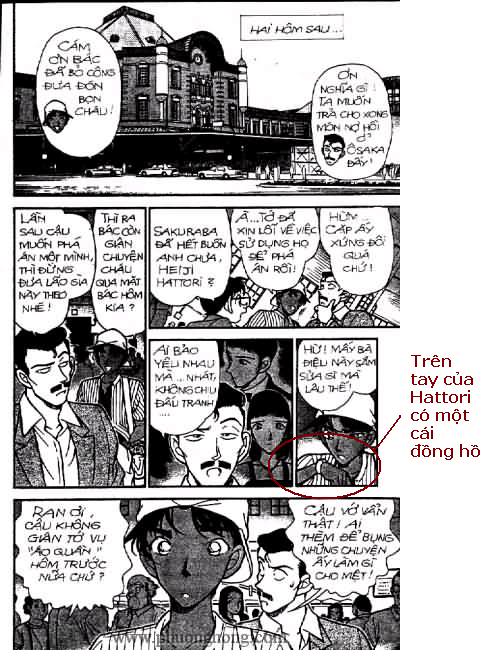 HAI HÔM SAU...
CÁM
ƠN BÁC
ĐÃ BỎ CÔNG
ĐƯA ĐÓN
BỌN
CHÁU!
ƠN
NGHĨA GÌ!
TA MUỐN
TRẢ CHO XONG
MÓN NỢ HỒI
Ở
ÔSAKA
ĐẤY!
LẦN
SAU CẬU
MUỐN PHÁ
ÁN MỘT MÌNH,
THÌ ĐỪNG
ĐƯA LÃO GIÀ
NÀY THEO
NHÉ!
THÌ RA
BÁC CÒN
GIẬN
CHUYỆN
CHÁU
QUA MẶT
BÁC HÔM
KIA?
SAKURABA
ĐÃ HẾT BUỒN
ANH CHƯA,
HEIJI
HATTORI?
À...TỚ ĐÃ
XIN LỖI VỀ VIỆC
SỬ DỤNG HỌ
ĐỂ PHÁ
ÁN RỒI!
HỪM...
CẶP ẤY
XỨNG ĐÔI
QUÁ
CHỨ!
AI BẢO
YÊU NHAU
MÀ... NHÁT,
KHÔNG CHỊU
ĐẤU TRANH
....
HỪ! MẤY BÀ
ĐIỆU NÀY SẮM
SỬA GÌ MÀ
LÂU THẾ!
Trên
tay của
Hattori
có một
cái
đồng hồ
RAN ƠI,
CẬU KHÔNG
GIẬN TỚ VỤ
"ÁO QUẦN"
HÔM TRƯỚC
NỮA CHỨ?
CẬU VỚ VẨN
THẬT! AI
THÈM ĐỂ BỤNG
NHỮNG CHUYỆN
ẤY LÀM GÌ
CHO MỆT!
www.phuonghong.com